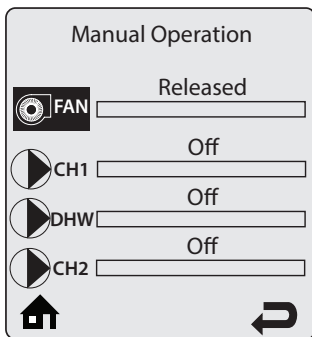 Manual Operation
Released
FAN
Off
CH1
Off
DHW
Off
CH2